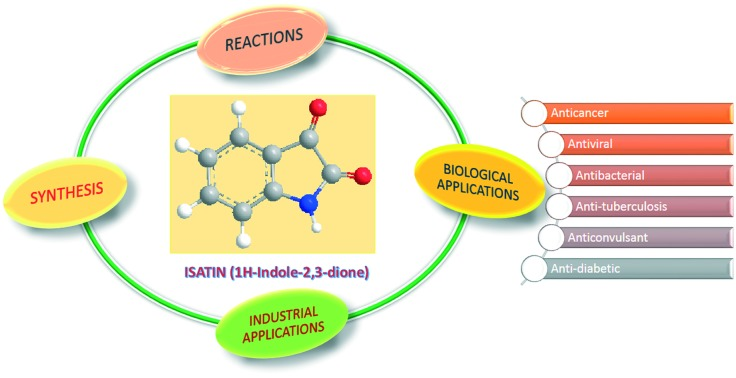 REACTIONS
SYNTHESIS
BIOLOGICAL
APPLICATIONS
INDUSTRIAL
APPLICATIONS
ISATIN (1H-Indole-2,3-dione)
Anticancer
Antiviral
Antibacterial
Anti-tuberculosis
Anticonvulsant
Anti-diabetic